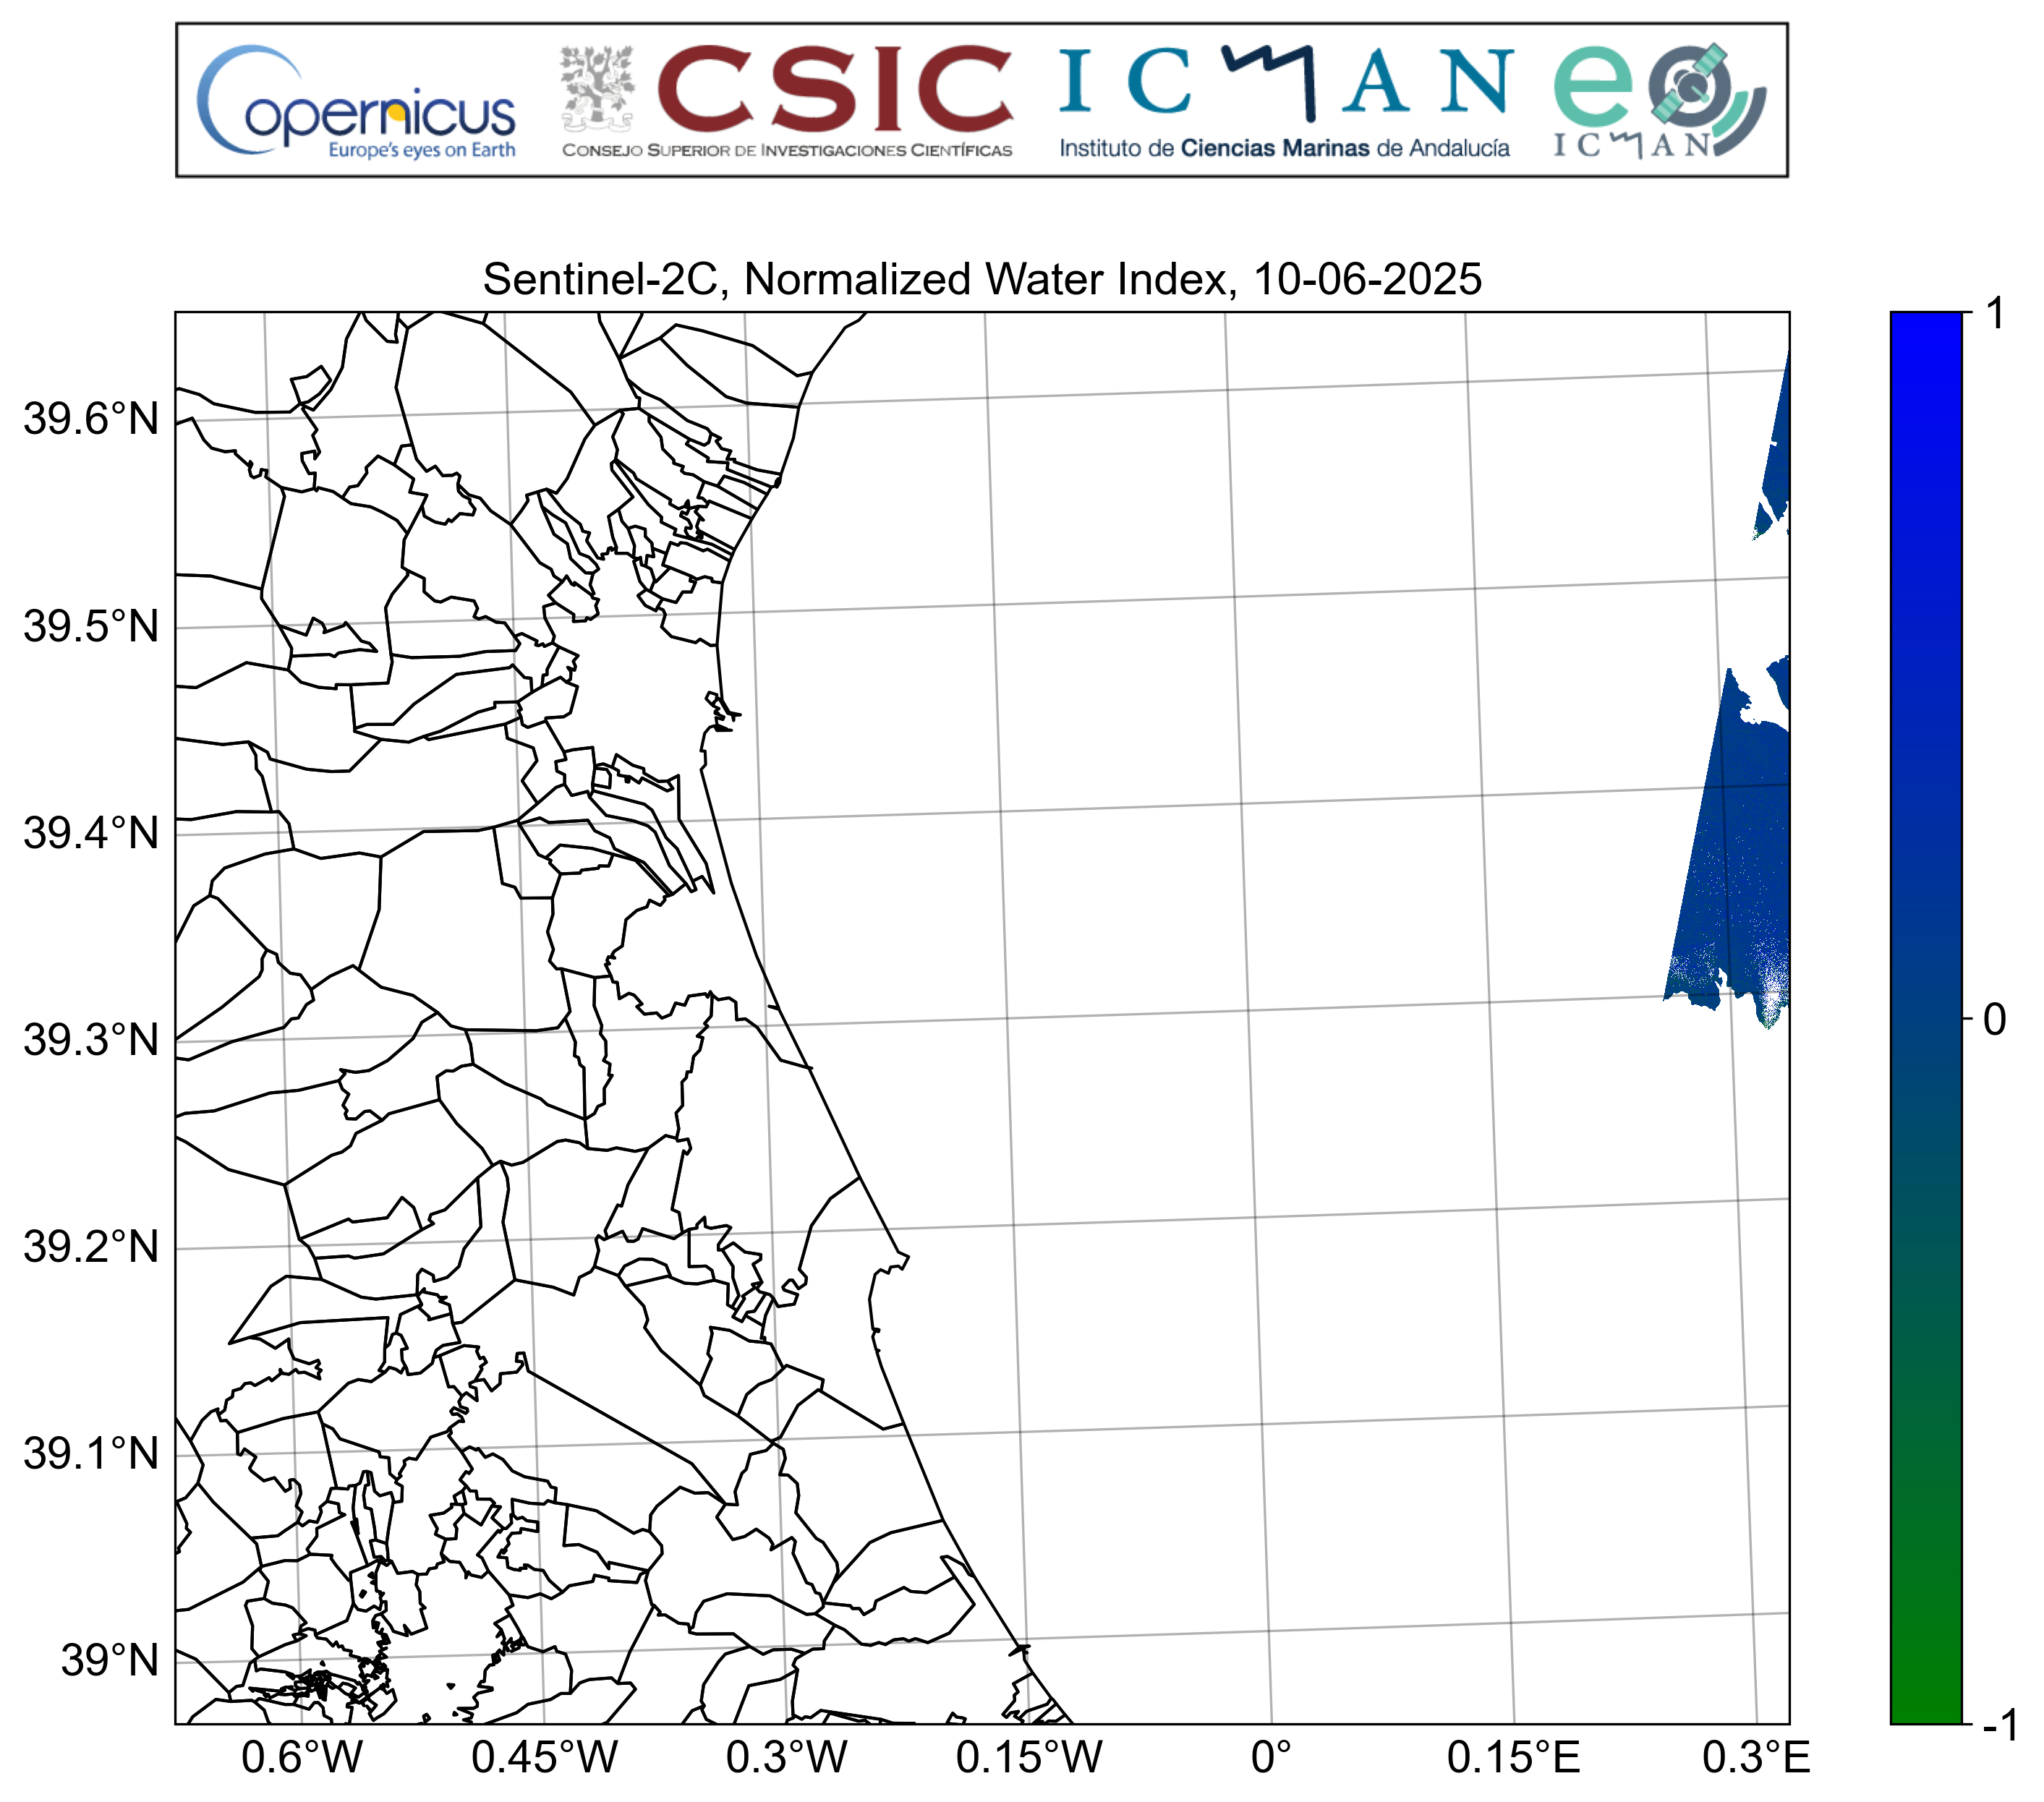 Copernicus
Europe's eyes on Earth
CSIC
CONSEJO SUPERIOR DE INVESTIGACIONES CIENTÍFICAS
ICMAN
Instituto de Ciencias Marinas de Andalucía
eo
ICMAN
Sentinel-2C, Normalized Water Index, 10-06-2025
39.6°N
39.5°N
39.4°N
39.3°N
39.2°N
39.1°N
39°N
0.6°W 0.45°W 0.3°W 0.15°W 0° 0.15°E 0.3°E
1
0
-1